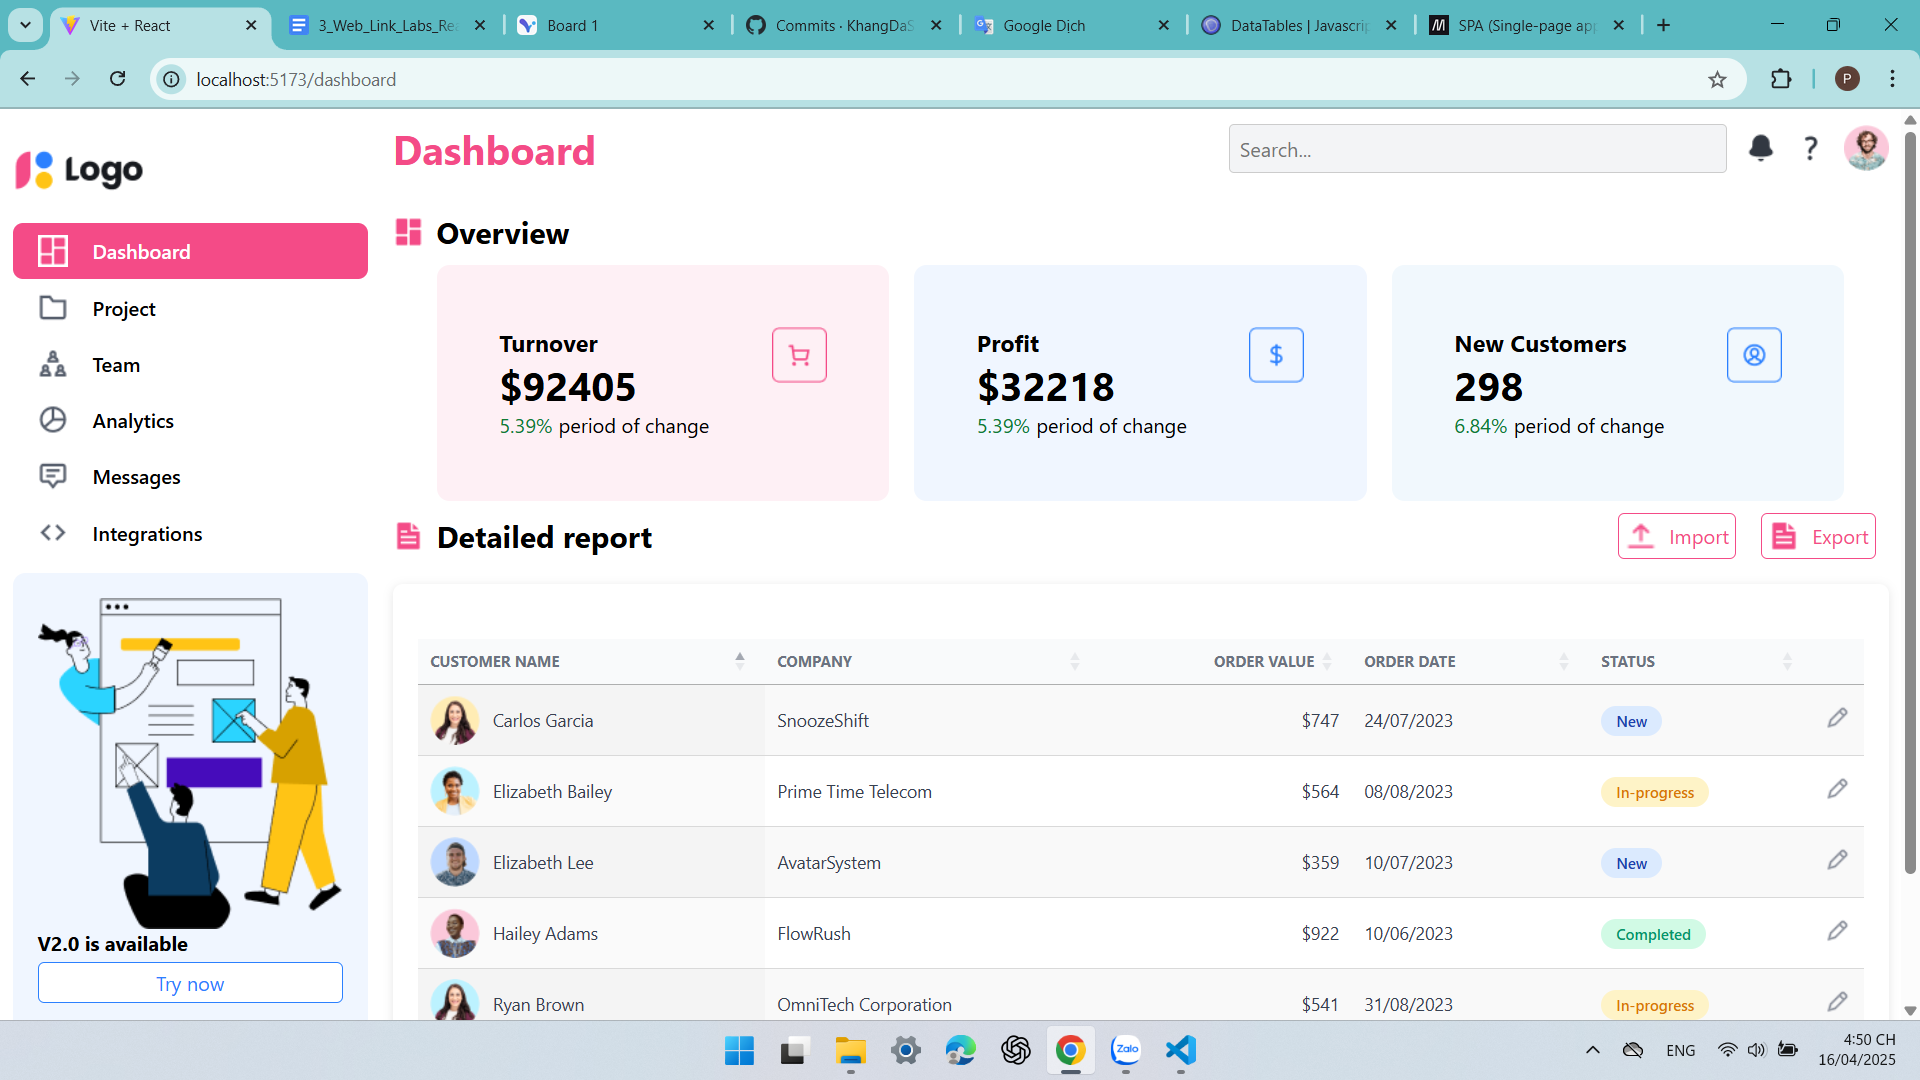 Vite + React
3_Web_Link_Labs_Rea
Board 1
Commits · KhangDaS
Google Dịch
DataTables | Javascrip
SPA (Single-page app
localhost:5173/dashboard
P
Logo
Dashboard
Search...
Dashboard
Project
Team
Analytics
Messages
Integrations
V2.0 is available
Try now
Overview
Turnover
$92405
5.39% period of change
Profit
$32218
5.39% period of change
New Customers
298
6.84% period of change
Detailed report
Import
Export
CUSTOMER NAME COMPANY ORDER VALUE ORDER DATE STATUS
Carlos Garcia SnoozeShift $747 24/07/2023 New
Elizabeth Bailey Prime Time Telecom $564 08/08/2023 In-progress
Elizabeth Lee AvatarSystem $359 10/07/2023 New
Hailey Adams FlowRush $922 10/06/2023 Completed
Ryan Brown OmniTech Corporation $541 31/08/2023 In-progress
Zalo
ENG
4:50 CH
16/04/2025